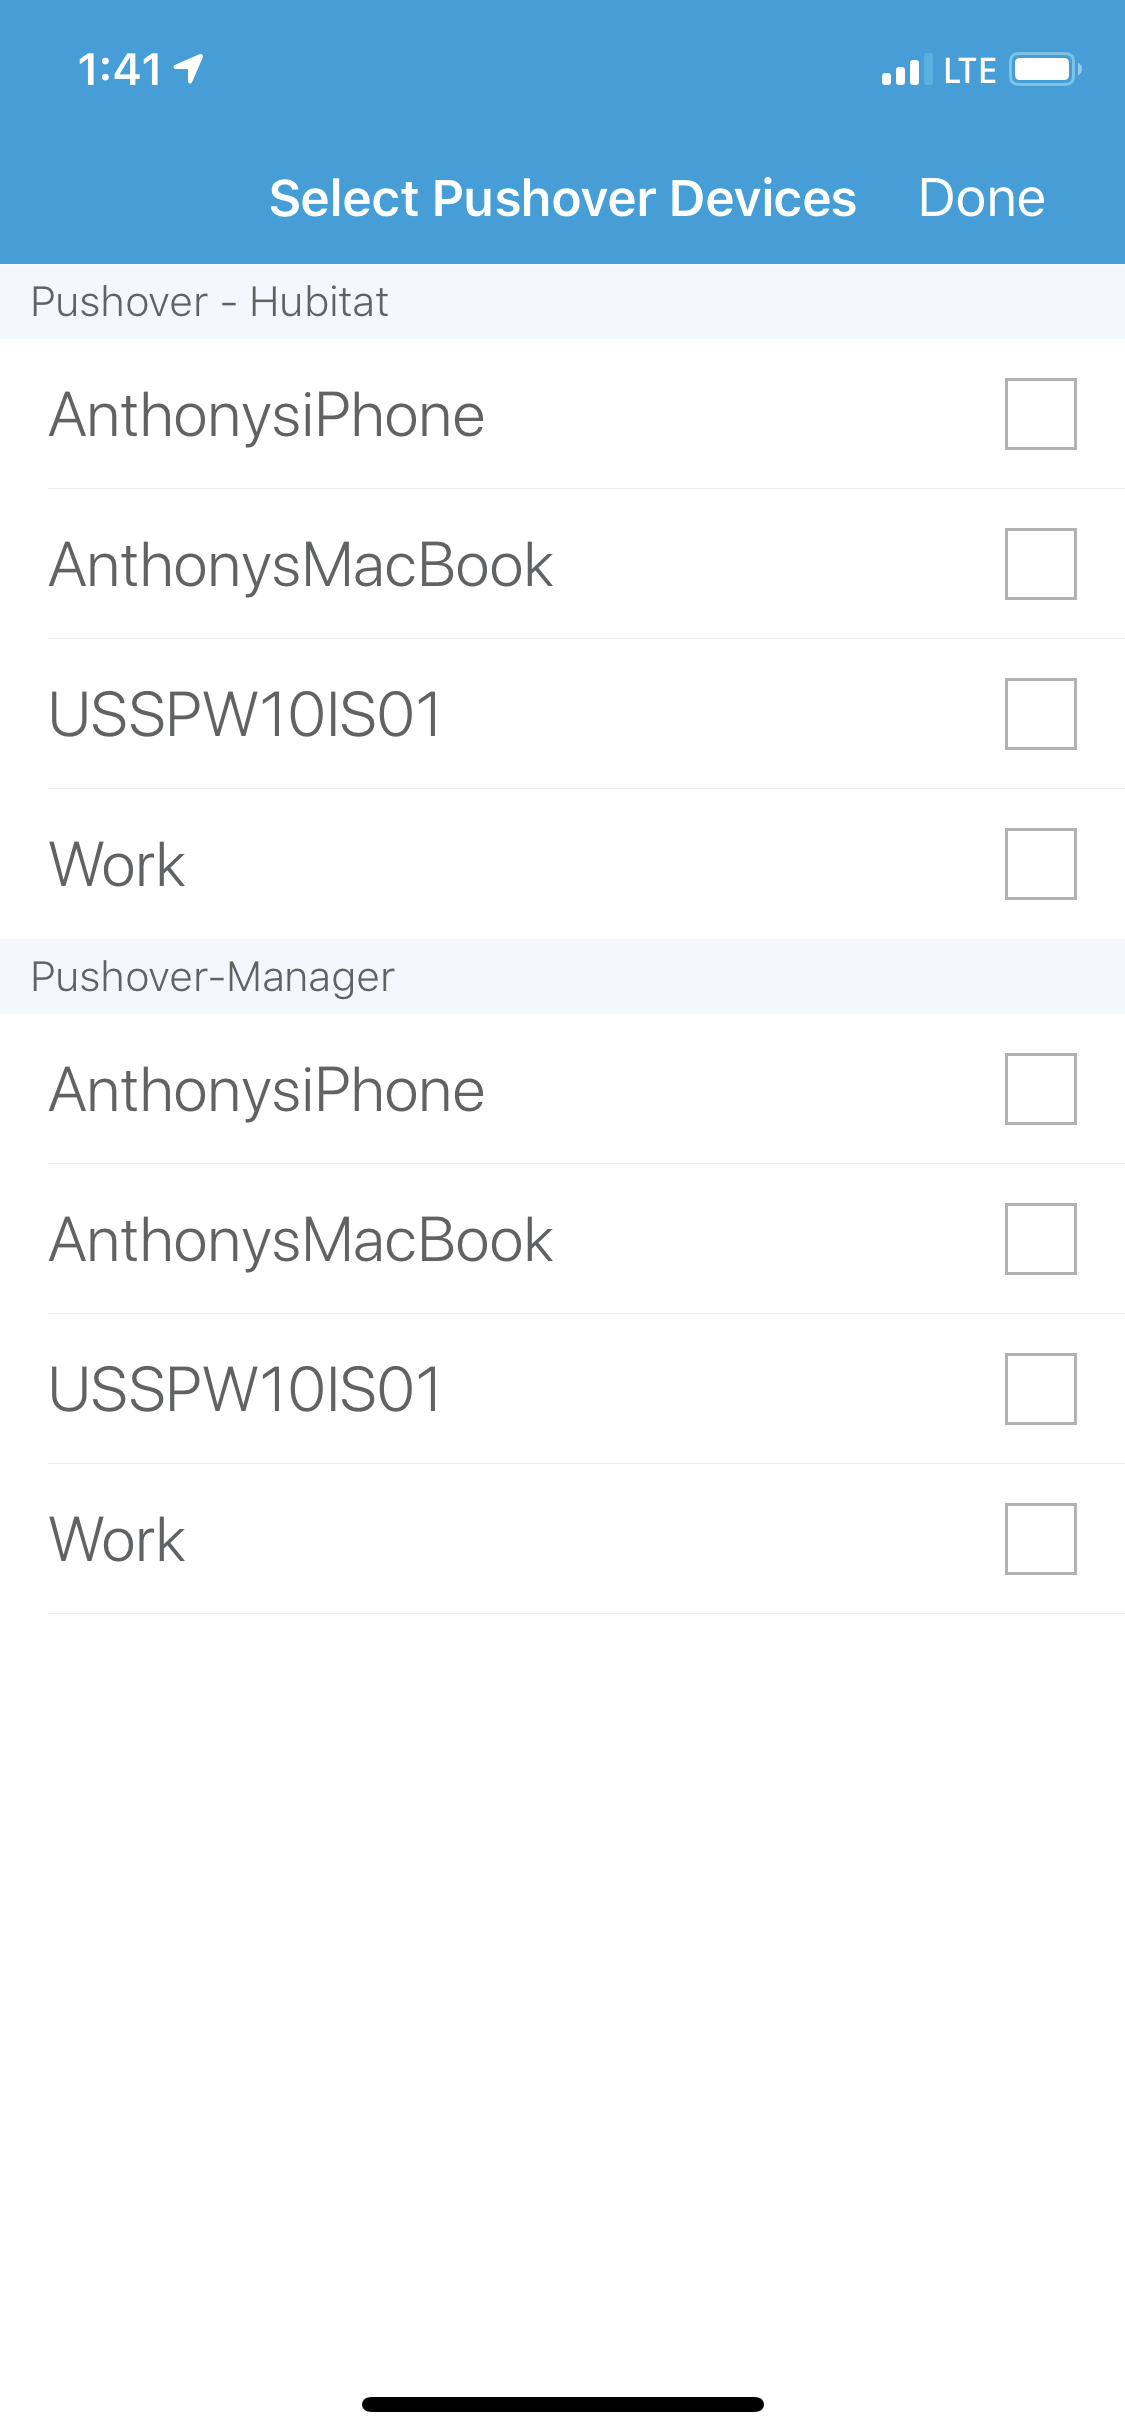 1:41 LTE
Select Pushover Devices Done
Pushover - Hubitat
AnthonysiPhone
AnthonysMacBook
USSPW10IS01
Work
Pushover-Manager
AnthonysiPhone
AnthonysMacBook
USSPW10IS01
Work